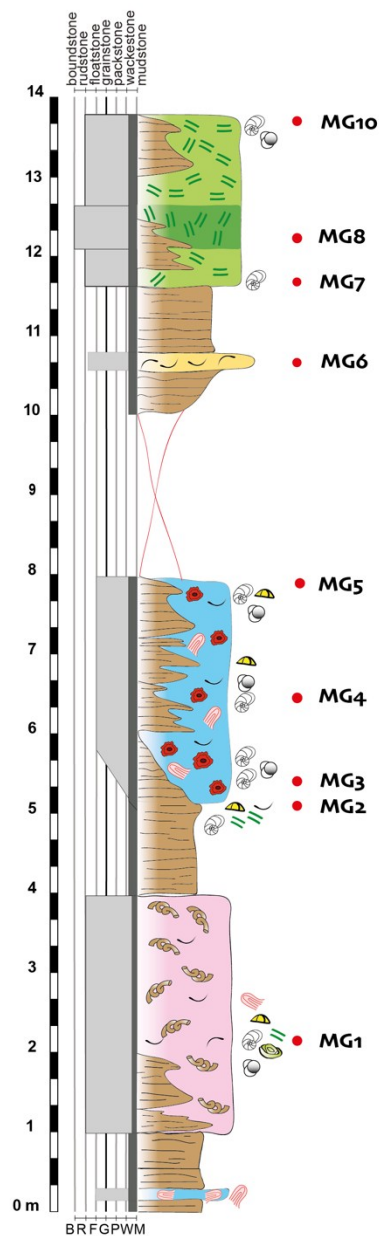 boundstone
rudstone
floatstone
grainstone
packstone
wackestone
mudstone
14
MG10
13
MG8
12
MG7
11
MG6
10
9
8
MG5
7
MG4
6
MG3
5
MG2
4
3
2
MG1
1
0 m
BRFGPWM